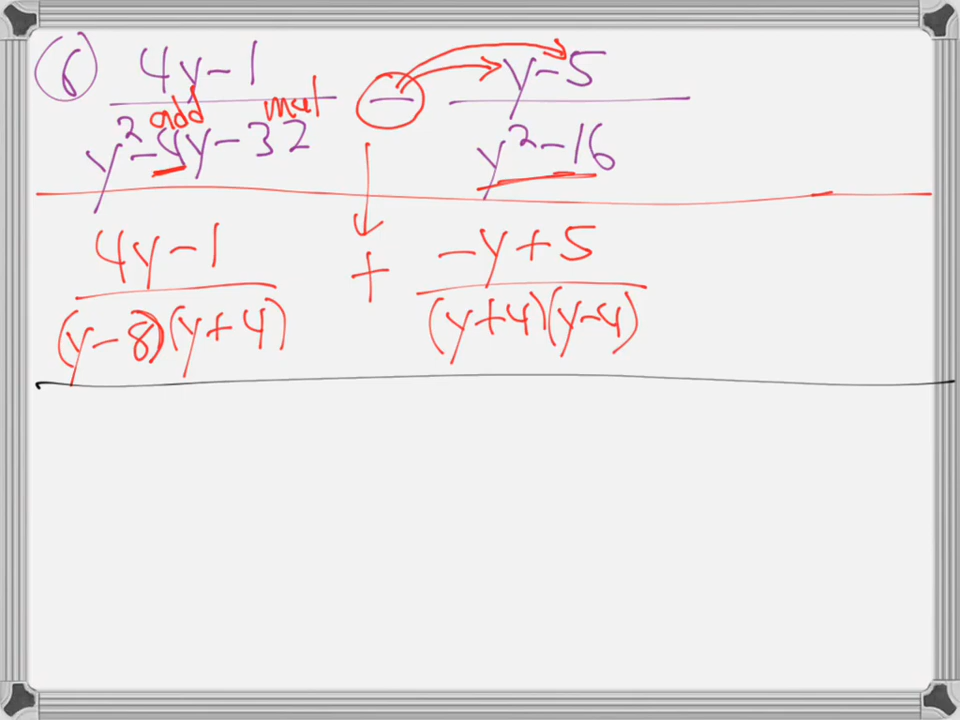 6 4y-1 - y-5
add mult
y²-4y-32 y²-16
4y-1 + -y+5
(y-8)(y+4) (y+4)(y-4)